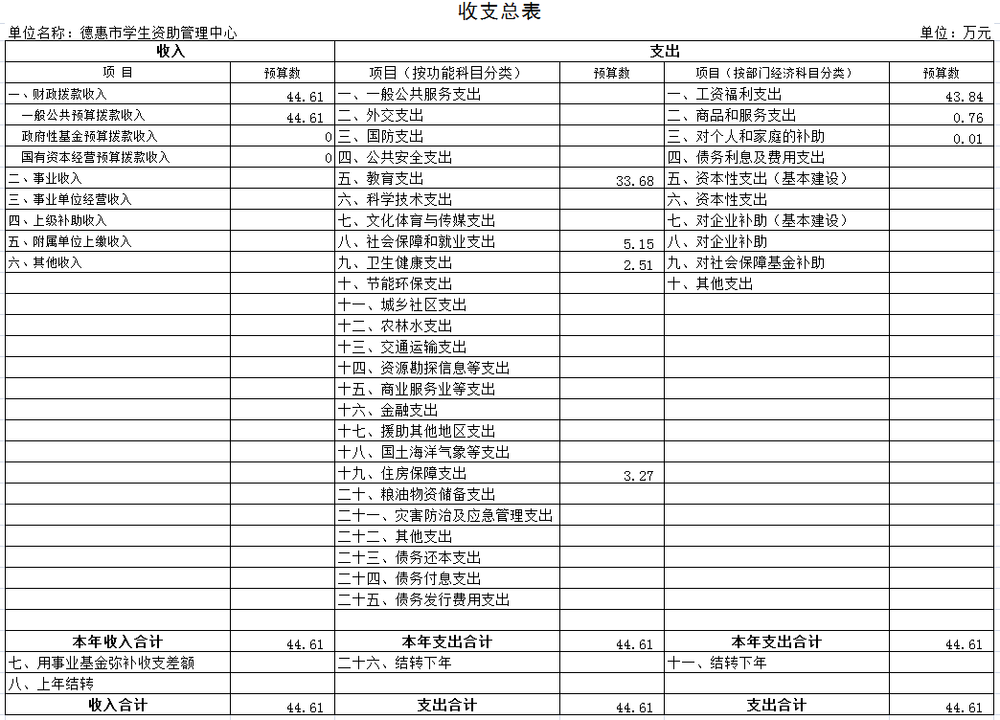 收支总表
单位名称：德惠市学生资助管理中心 单位：万元
收入 支出
项 目 预算数 项目（按功能科目分类） 预算数 项目（按部门经济科目分类） 预算数
一、财政拨款收入 44.61 一、一般公共服务支出 一、工资福利支出 43.84
一般公共预算拨款收入 44.61 二、外交支出 二、商品和服务支出 0.76
政府性基金预算拨款收入 0 三、国防支出 三、对个人和家庭的补助 0.01
国有资本经营预算拨款收入 0 四、公共安全支出 四、债务利息及费用支出
二、事业收入 五、教育支出 33.68 五、资本性支出（基本建设）
三、事业单位经营收入 六、科学技术支出 六、资本性支出
四、上级补助收入 七、文化体育与传媒支出 七、对企业补助（基本建设）
五、附属单位上缴收入 八、社会保障和就业支出 5.15 八、对企业补助
六、其他收入 九、卫生健康支出 2.51 九、对社会保障基金补助
十、节能环保支出 十、其他支出
十一、城乡社区支出
十二、农林水支出
十三、交通运输支出
十四、资源勘探信息等支出
十五、商业服务业等支出
十六、金融支出
十七、援助其他地区支出
十八、国土海洋气象等支出
十九、住房保障支出 3.27
二十、粮油物资储备支出
二十一、灾害防治及应急管理支出
二十二、其他支出
二十三、债务还本支出
二十四、债务付息支出
二十五、债务发行费用支出
本年收入合计 44.61 本年支出合计 44.61 本年支出合计 44.61
七、用事业基金弥补收支差额 二十六、结转下年 十一、结转下年
八、上年结转
收入合计 44.61 支出合计 44.61 支出合计 44.61